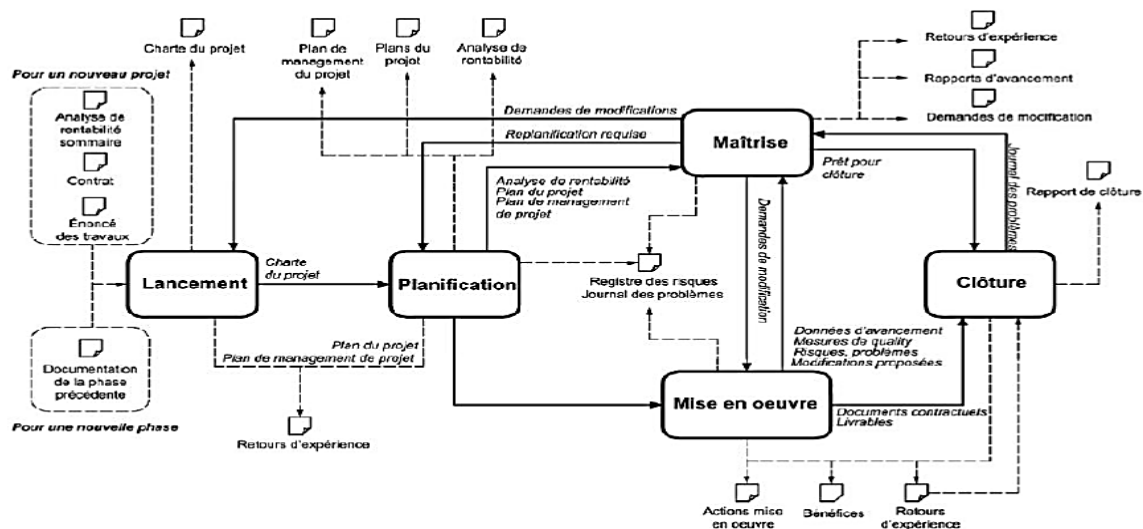 Charte du projet
Plan de
management
du projet
Plans du
projet
Analyse de
rentabilité
Retours d'expérience
Rapports d'avancement
Demandes de modification
Pour un nouveau projet
Analyse de
rentabilité
sommaire
Contrat
Énoncé
des travaux
Demandes de modifications
Replanification requise
Maîtrise
Prêt pour
clôture
Journal des problèmes
Rapport de clôture
Analyse de rentabilité
Plan du projet
Plan de management
de projet
Demandes de modification
Lancement
Charte
du projet
Planification
Registre des risques
Journal des problèmes
Clôture
Documentation
de la phase
précédente
Pour une nouvelle phase
Plan du projet
Plan de management de projet
Retours d'expérience
Données d'avancement
Mesures de quality
Risques, problèmes
Modifications proposées
Mise en oeuvre
Documents contractuels
Livrables
Actions mise
en oeuvre
Bénéfices
Retours
d'expérience